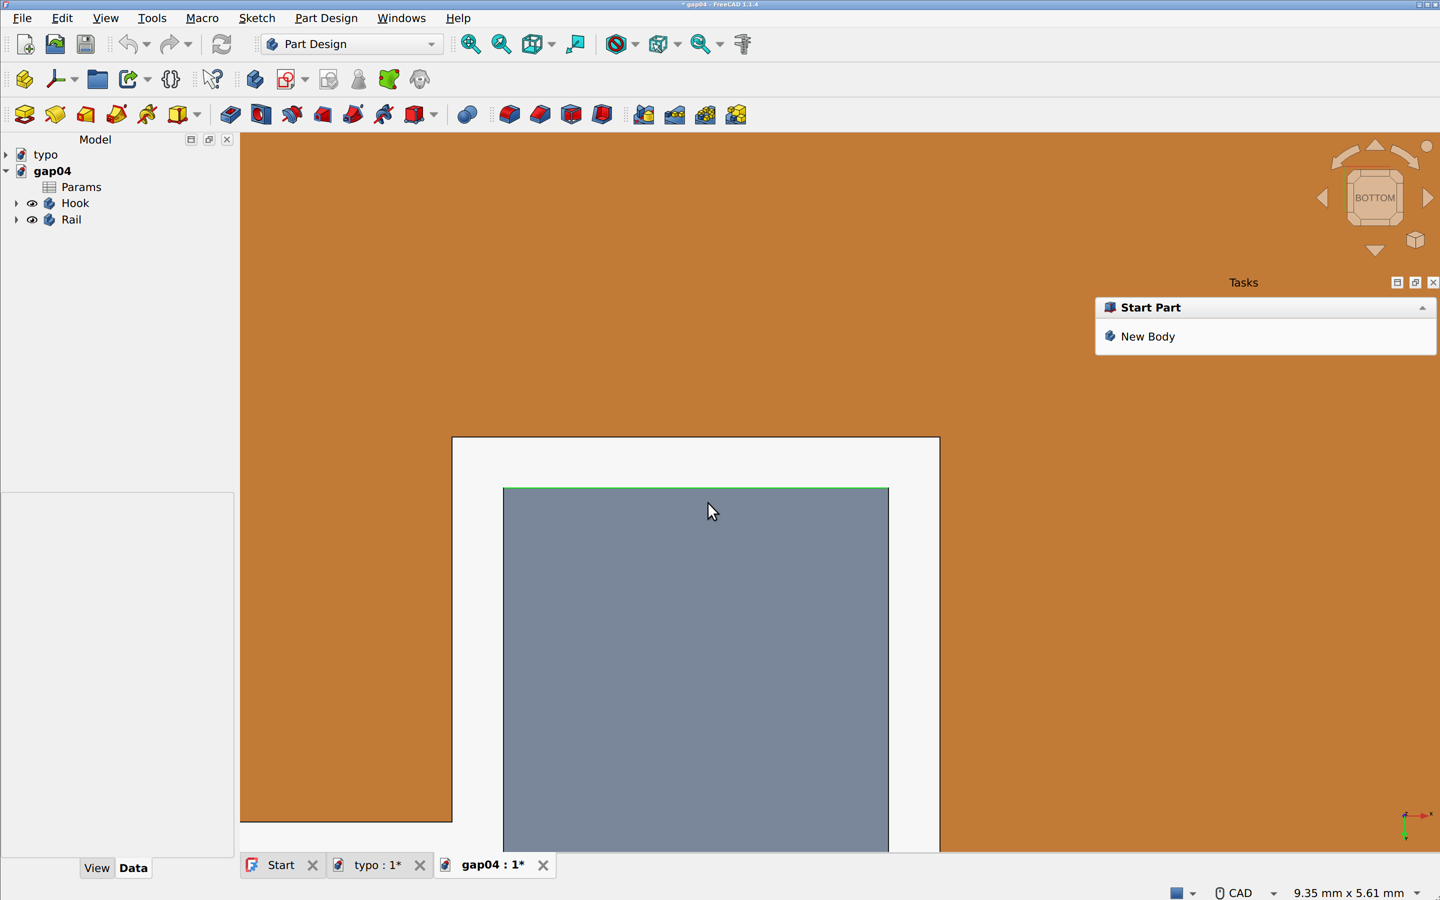 * gap04 - FreeCAD 1.1.4
File Edit View Tools Macro Sketch Part Design Windows Help
Part Design
Model
typo
gap04
Params
Hook
Rail
BOTTOM
Tasks
Start Part
New Body
View Data
Start typo : 1* gap04 : 1*
CAD 9.35 mm x 5.61 mm